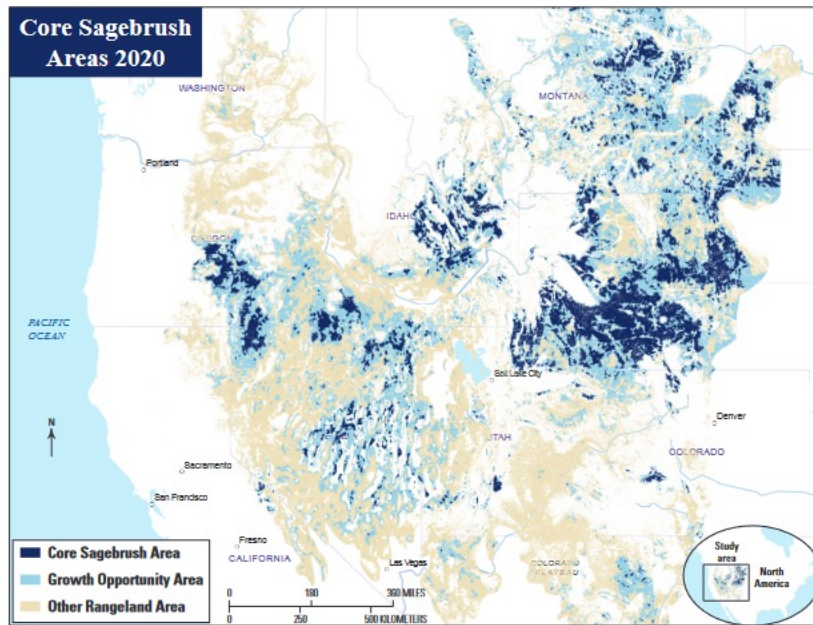 Core Sagebrush
Areas 2020
WASHINGTON
MONTANA
Portland
IDAHO
OREGON
PACIFIC
OCEAN
Salt Lake City
N
Denver
UTAH
COLORADO
Sacramento
San Francisco
Fresno
CALIFORNIA
Las Vegas
COLORADO
PLATEAU
Core Sagebrush Area
Growth Opportunity Area
Other Rangeland Area
0 180 360 MILES
0 250 500 KILOMETERS
Study
area
North
America